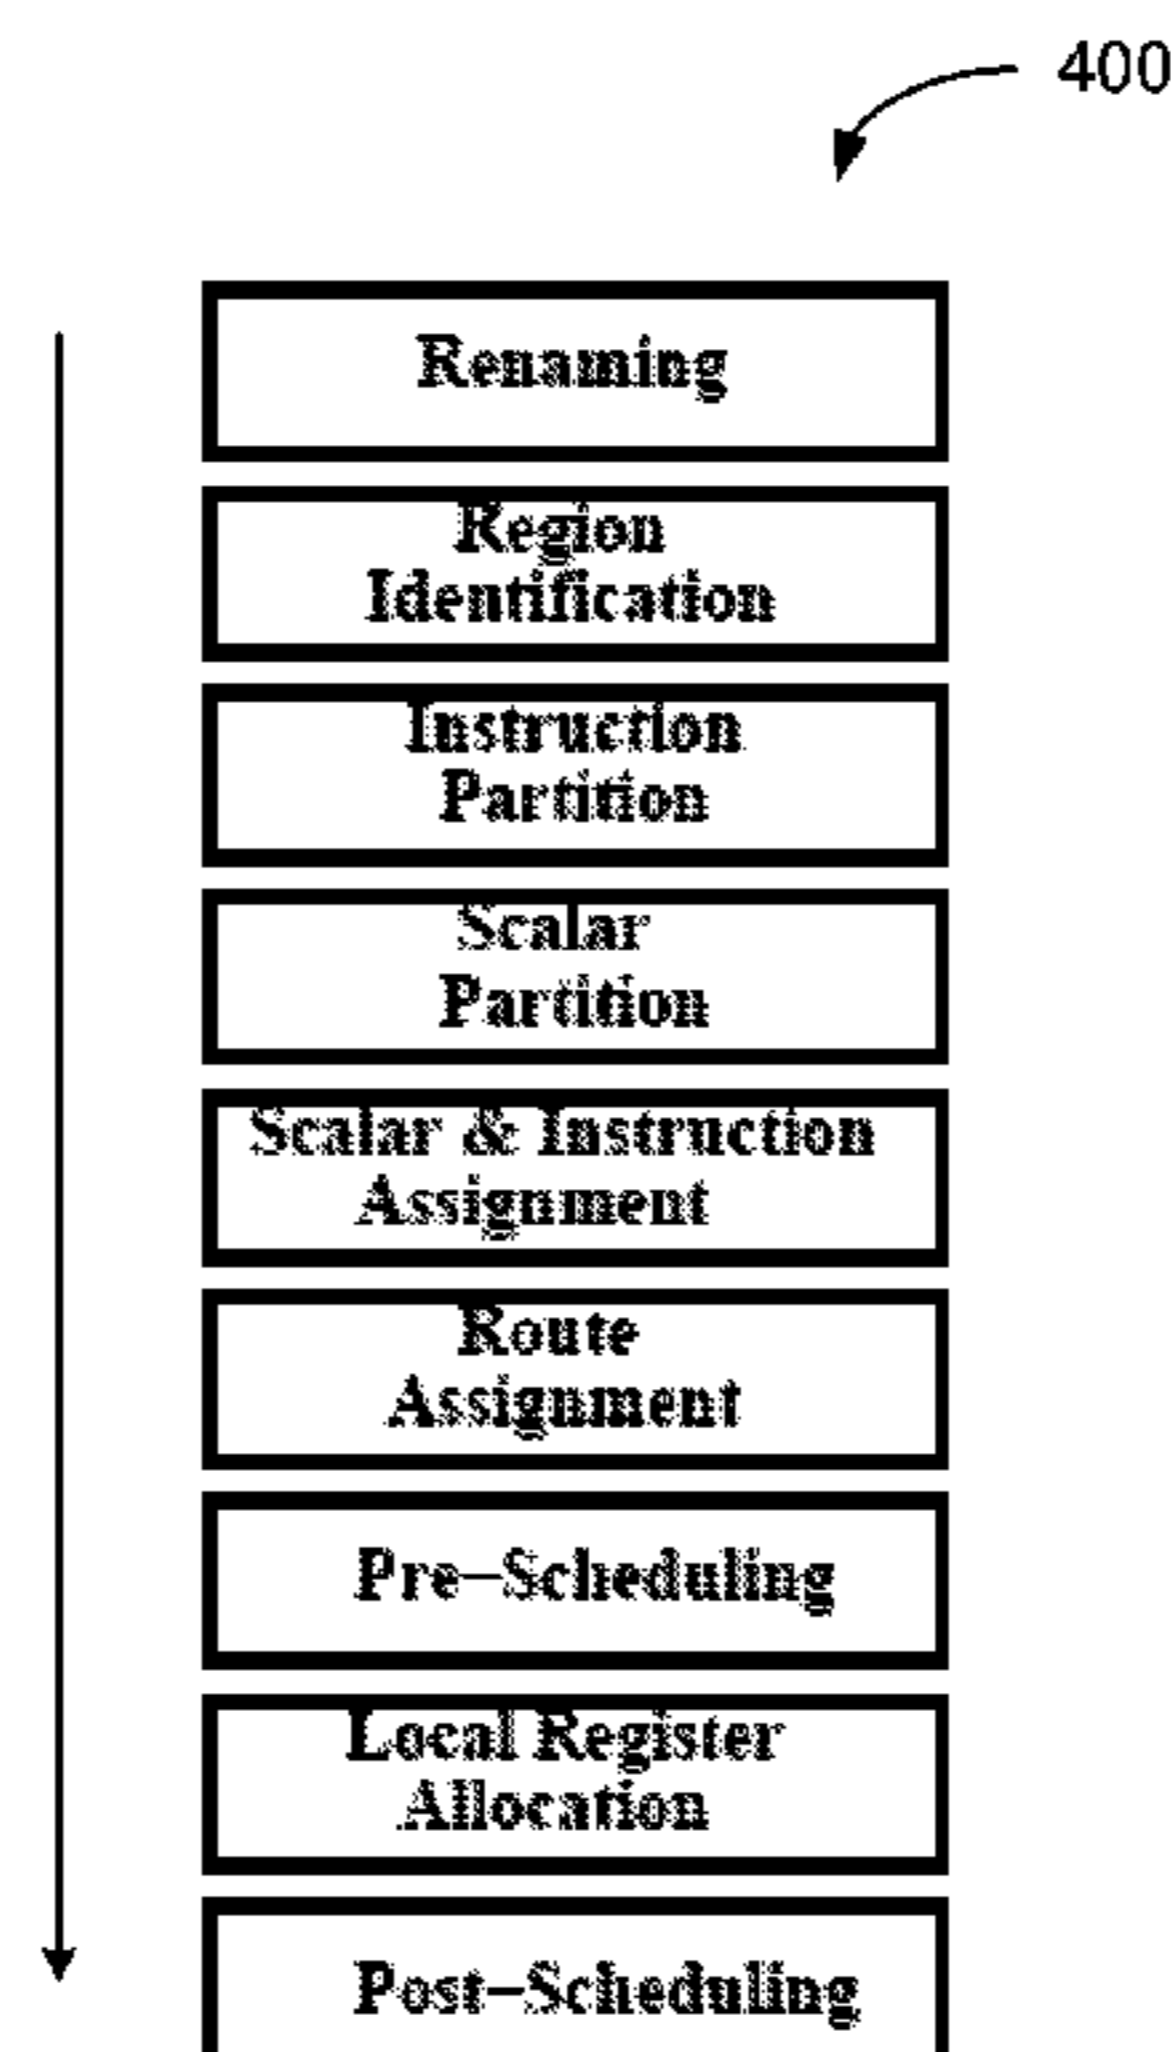 400
Renaming
Region
Identification
Instruction
Partition
Scalar
Partition
Scalar & Instruction
Assignment
Route
Assignment
Pre-Scheduling
Local Register
Allocation
Post-Scheduling